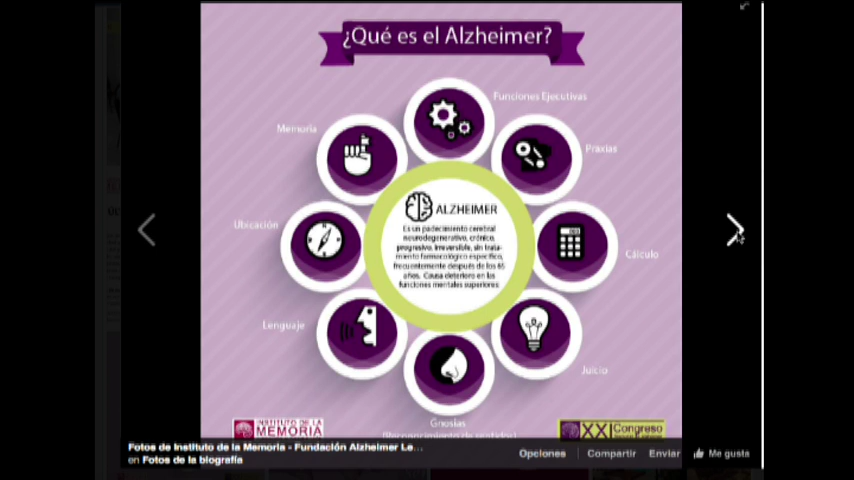 ¿Qué es el Alzheimer?
Funciones Ejecutivas
Memoria
Praxias
Ubicación
ALZHEIMER
Es un padecimiento cerebral
neurodegenerativo, crónico,
progresivo, irreversible, sin trata-
miento farmacológico específico,
frecuentemente después de los 65
años. Causa deterioro en las
funciones mentales superiores
Cálculo
Lenguaje
Juicio
Gnosias
INSTITUTO DE LA
MEMORIA
XX Congreso
Fotos de Instituto de la Memoria - Fundación Alzheimer Le...
en Fotos de la biografía
Opciones
Compartir
Enviar
Me gusta